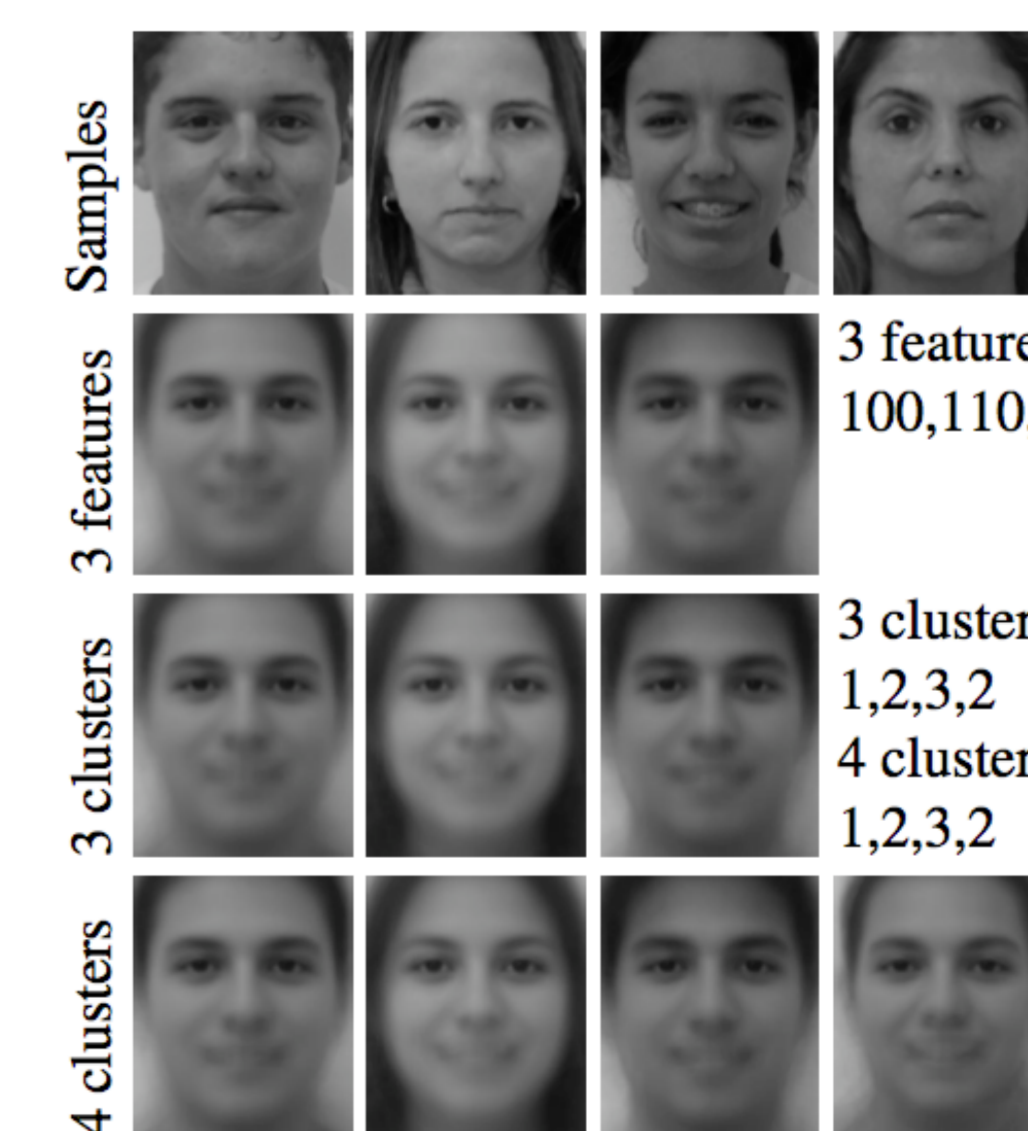 Samples
3 features
3 feature
100,110,
3 clusters
3 cluster
1,2,3,2
4 cluster
1,2,3,2
4 clusters